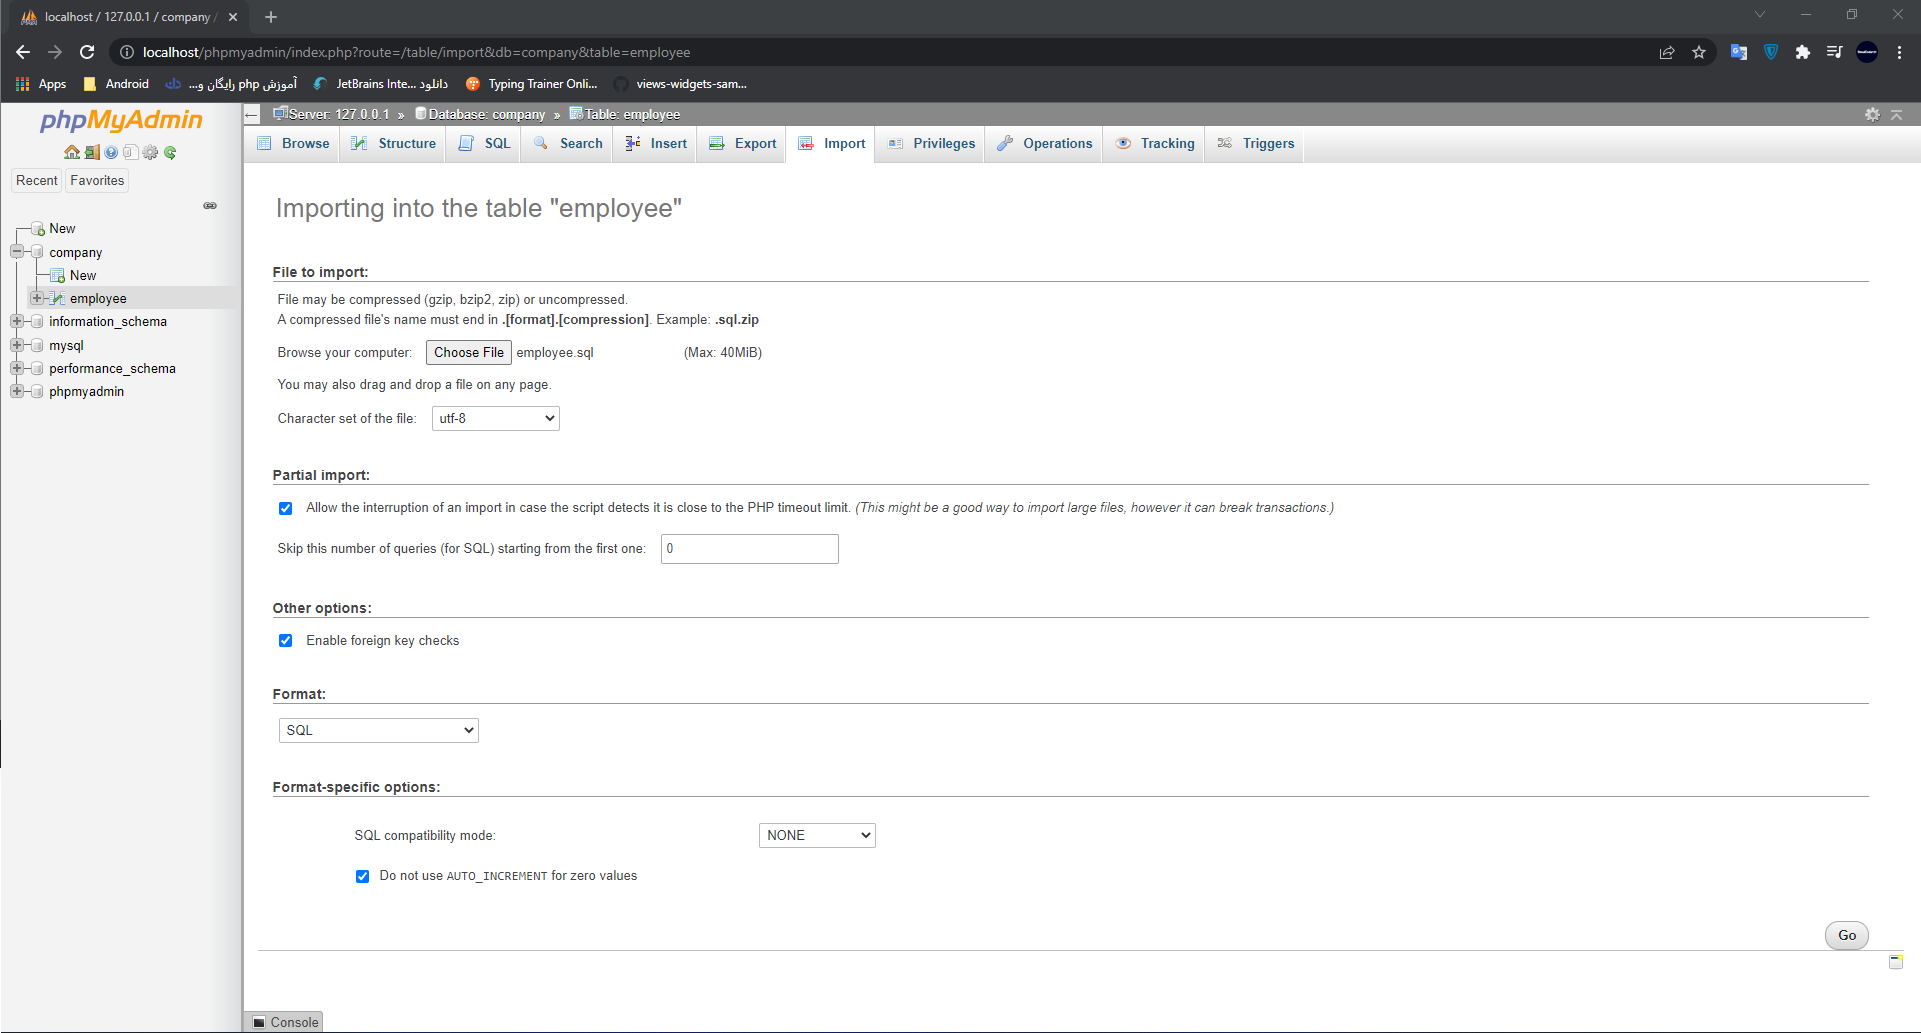 localhost / 127.0.0.1 / company /
localhost/phpmyadmin/index.php?route=/table/import&db=company&table=employee
Apps
Android
آموزش php رایگان و...
JetBrains Inte... دانلود
Typing Trainer Onli...
views-widgets-sam...
phpMyAdmin
Recent
Favorites
New
company
New
employee
information_schema
mysql
performance_schema
phpmyadmin
Server: 127.0.0.1 » Database: company » Table: employee
Browse
Structure
SQL
Search
Insert
Export
Import
Privileges
Operations
Tracking
Triggers
Importing into the table "employee"
File to import:
File may be compressed (gzip, bzip2, zip) or uncompressed.
A compressed file's name must end in .[format].[compression]. Example: .sql.zip
Browse your computer: Choose File employee.sql (Max: 40MiB)
You may also drag and drop a file on any page.
Character set of the file: utf-8
Partial import:
Allow the interruption of an import in case the script detects it is close to the PHP timeout limit. (This might be a good way to import large files, however it can break transactions.)
Skip this number of queries (for SQL) starting from the first one: 0
Other options:
Enable foreign key checks
Format:
SQL
Format-specific options:
SQL compatibility mode: NONE
Do not use AUTO_INCREMENT for zero values
Go
Console